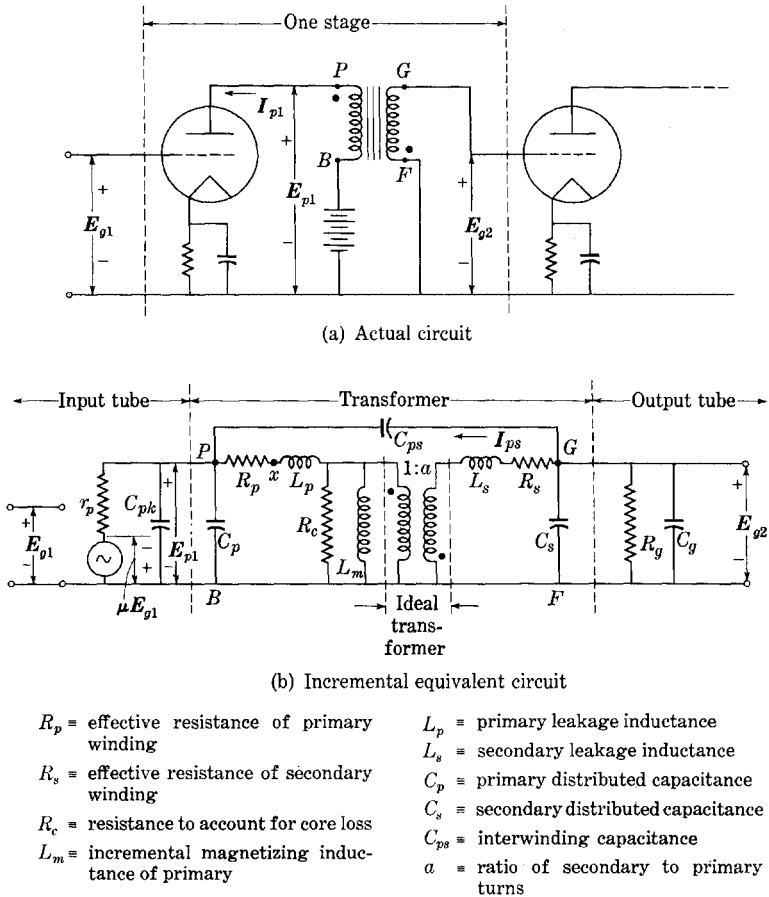 One stage
P
G
I_p1
B
F
+
E_g1
−
+
E_p1
−
+
E_g2
−
(a) Actual circuit
Input tube
Transformer
Output tube
C_ps
I_ps
P
G
R_p
x
L_p
1:a
L_s
R_s
r_p
C_pk
+
E_p1
−
C_p
R_c
L_m
C_s
R_g
C_g
+
E_g2
−
+
E_g1
−
−
+
μE_g1
B
F
Ideal
trans-
former
(b) Incremental equivalent circuit
R_p ≡ effective resistance of primary
winding
R_s ≡ effective resistance of secondary
winding
R_c ≡ resistance to account for core loss
L_m ≡ incremental magnetizing induc-
tance of primary
L_p ≡ primary leakage inductance
L_s ≡ secondary leakage inductance
C_p ≡ primary distributed capacitance
C_s ≡ secondary distributed capacitance
C_ps ≡ interwinding capacitance
a ≡ ratio of secondary to primary
turns